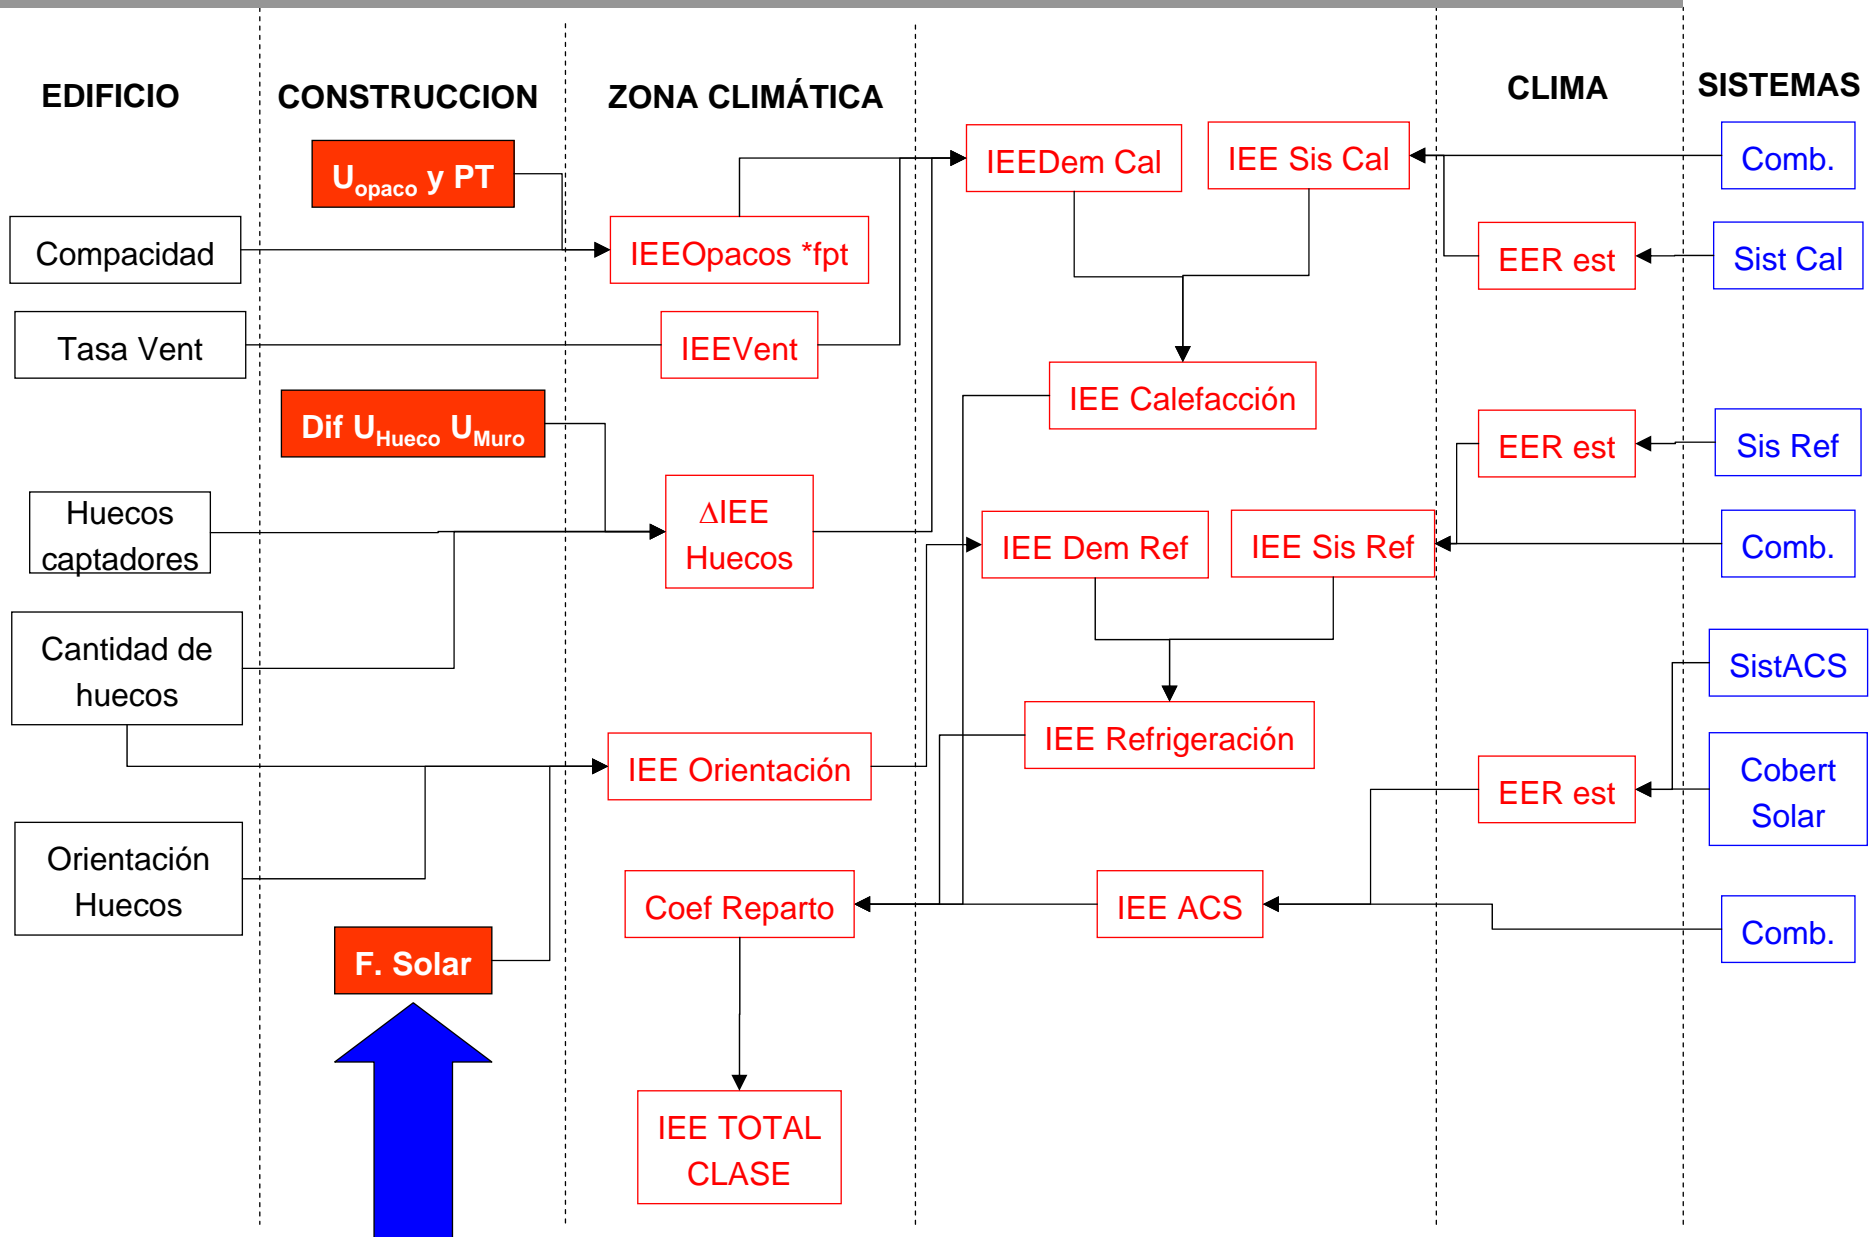 EDIFICIO
CONSTRUCCION
ZONA CLIMÁTICA
CLIMA
SISTEMAS
Uopaco y PT
IEEDem Cal
IEE Sis Cal
Comb.
Compacidad
IEEOpacos *fpt
EER est
Sist Cal
Tasa Vent
IEEVent
IEE Calefacción
Dif UHueco UMuro
EER est
Sis Ref
Huecos
captadores
ΔIEE
Huecos
IEE Dem Ref
IEE Sis Ref
Comb.
Cantidad de
huecos
SistACS
IEE Refrigeración
IEE Orientación
EER est
Cobert
Solar
Orientación
Huecos
Coef Reparto
IEE ACS
Comb.
F. Solar
IEE TOTAL
CLASE